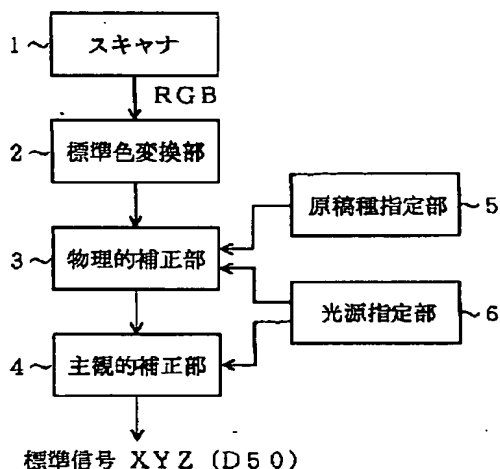 1 スキャナ
RGB
2 標準色変換部
原稿種指定部 5
3 物理的補正部
光源指定部 6
4 主観的補正部
標準信号 XYZ (D50)